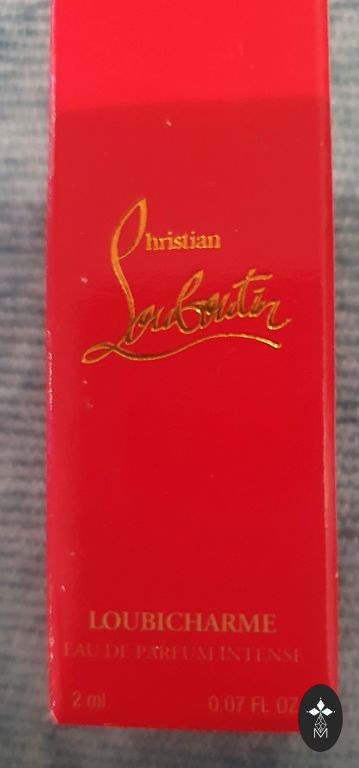 Christian
Louboutin
LOUBICHARME
EAU DE PARFUM INTENSE
2 ml 0.07 FL OZ
M